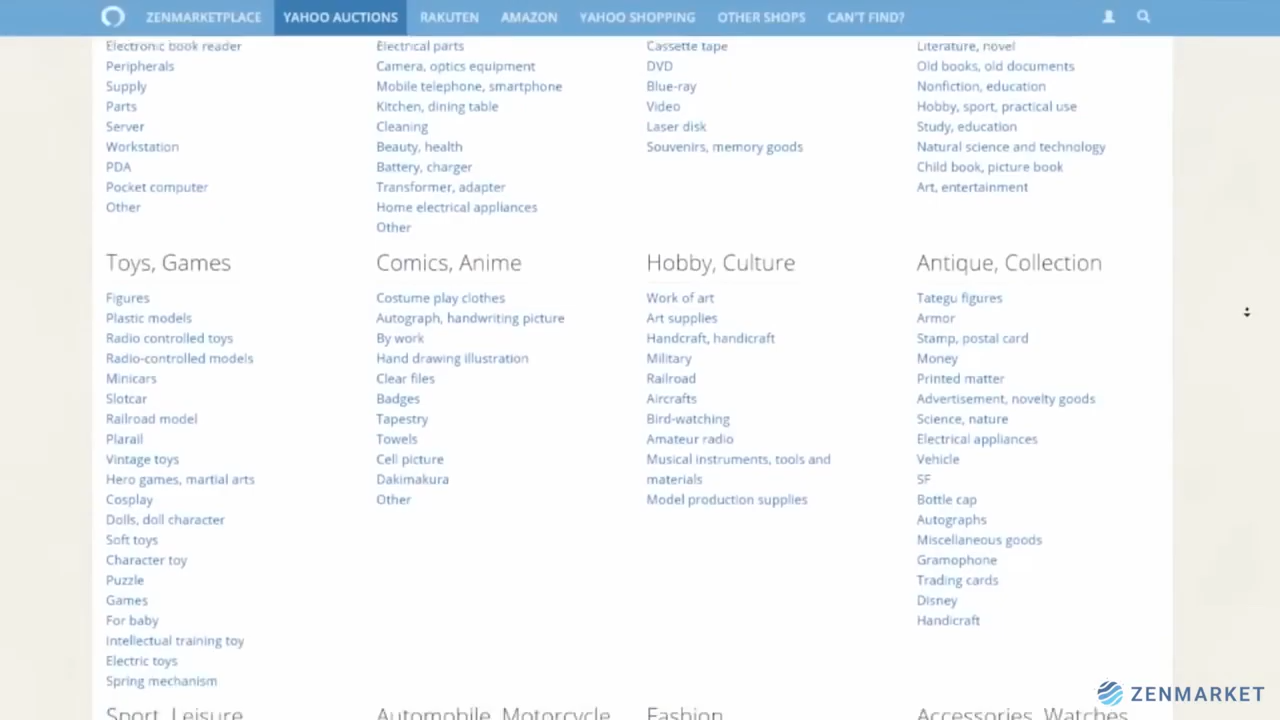 ZENMARKETPLACE YAHOO AUCTIONS RAKUTEN AMAZON YAHOO SHOPPING OTHER SHOPS CAN'T FIND?
Electronic book reader
Peripherals
Supply
Parts
Server
Workstation
PDA
Pocket computer
Other
Electrical parts
Camera, optics equipment
Mobile telephone, smartphone
Kitchen, dining table
Cleaning
Beauty, health
Battery, charger
Transformer, adapter
Home electrical appliances
Other
Cassette tape
DVD
Blue-ray
Video
Laser disk
Souvenirs, memory goods
Literature, novel
Old books, old documents
Nonfiction, education
Hobby, sport, practical use
Study, education
Natural science and technology
Child book, picture book
Art, entertainment
Toys, Games
Figures
Plastic models
Radio controlled toys
Radio-controlled models
Minicars
Slotcar
Railroad model
Plarail
Vintage toys
Hero games, martial arts
Cosplay
Dolls, doll character
Soft toys
Character toy
Puzzle
Games
For baby
Intellectual training toy
Electric toys
Spring mechanism
Comics, Anime
Costume play clothes
Autograph, handwriting picture
By work
Hand drawing illustration
Clear files
Badges
Tapestry
Towels
Cell picture
Dakimakura
Other
Hobby, Culture
Work of art
Art supplies
Handcraft, handicraft
Military
Railroad
Aircrafts
Bird-watching
Amateur radio
Musical instruments, tools and
materials
Model production supplies
Antique, Collection
Tategu figures
Armor
Stamp, postal card
Money
Printed matter
Advertisement, novelty goods
Science, nature
Electrical appliances
Vehicle
SF
Bottle cap
Autographs
Miscellaneous goods
Gramophone
Trading cards
Disney
Handicraft
Sport, Leisure
Automobile, Motorcycle
Fashion
Accessories, Watches
ZENMARKET